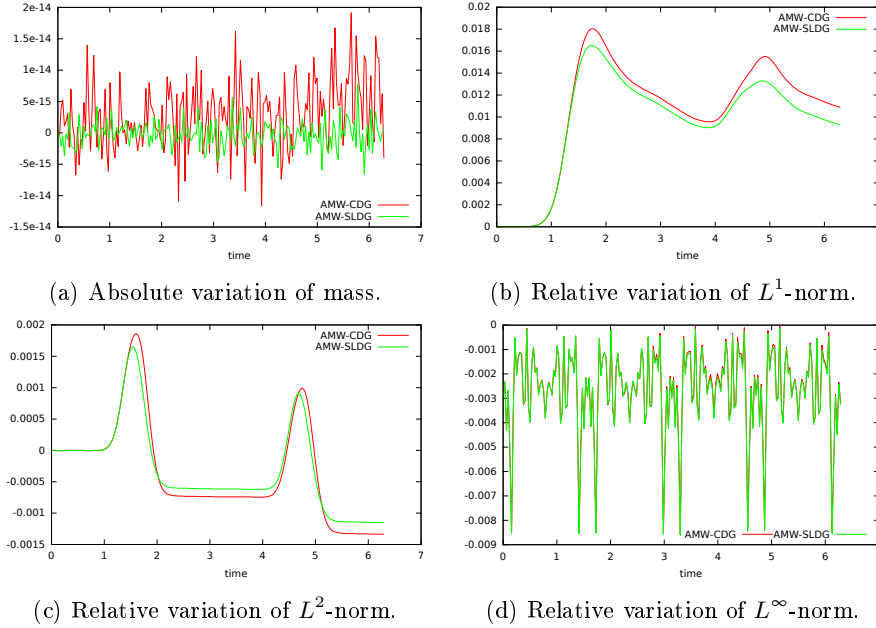 2e-14
1.5e-14
1e-14
5e-15
0
-5e-15
-1e-14
-1.5e-14
AMW-CDG
AMW-SLDG
0 1 2 3 4 5 6 7
time
(a) Absolute variation of mass.
0.02
0.018
0.016
0.014
0.012
0.01
0.008
0.006
0.004
0.002
0
AMW-CDG
AMW-SLDG
0 1 2 3 4 5 6
time
(b) Relative variation of L¹-norm.
0.002
0.0015
0.001
0.0005
0
-0.0005
-0.001
-0.0015
AMW-CDG
AMW-SLDG
0 1 2 3 4 5 6 7
time
(c) Relative variation of L²-norm.
0
-0.001
-0.002
-0.003
-0.004
-0.005
-0.006
-0.007
-0.008
-0.009
AMW-CDG AMW-SLDG
0 1 2 3 4 5 6
time
(d) Relative variation of L∞-norm.